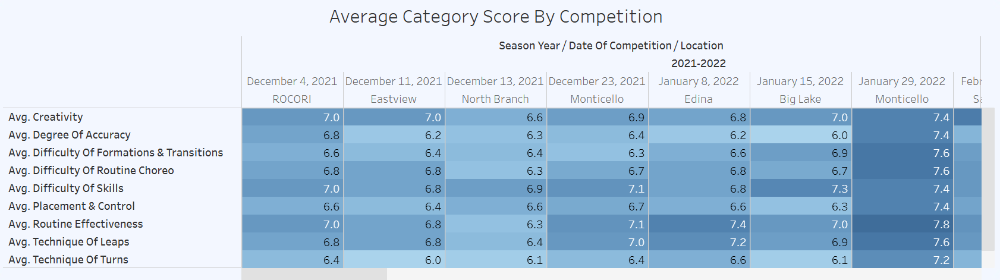 Average Category Score By Competition
Season Year / Date Of Competition / Location
2021-2022
December 4, 2021 December 11, 2021 December 13, 2021 December 23, 2021 January 8, 2022 January 15, 2022 January 29, 2022
ROCORI Eastview North Branch Monticello Edina Big Lake Monticello
Avg. Creativity 7.0 7.0 6.6 6.9 6.8 7.0 7.4
Avg. Degree Of Accuracy 6.8 6.2 6.3 6.4 6.2 6.0 7.4
Avg. Difficulty Of Formations & Transitions 6.6 6.4 6.4 6.3 6.6 6.9 7.6
Avg. Difficulty Of Routine Choreo 6.8 6.8 6.3 6.7 6.8 6.7 7.6
Avg. Difficulty Of Skills 7.0 6.8 6.9 7.1 6.8 7.3 7.4
Avg. Placement & Control 6.6 6.4 6.6 6.7 6.6 6.3 7.4
Avg. Routine Effectiveness 7.0 6.8 6.3 7.1 7.4 7.0 7.8
Avg. Technique Of Leaps 6.8 6.8 6.4 7.0 7.2 6.9 7.6
Avg. Technique Of Turns 6.4 6.0 6.1 6.4 6.6 6.1 7.2